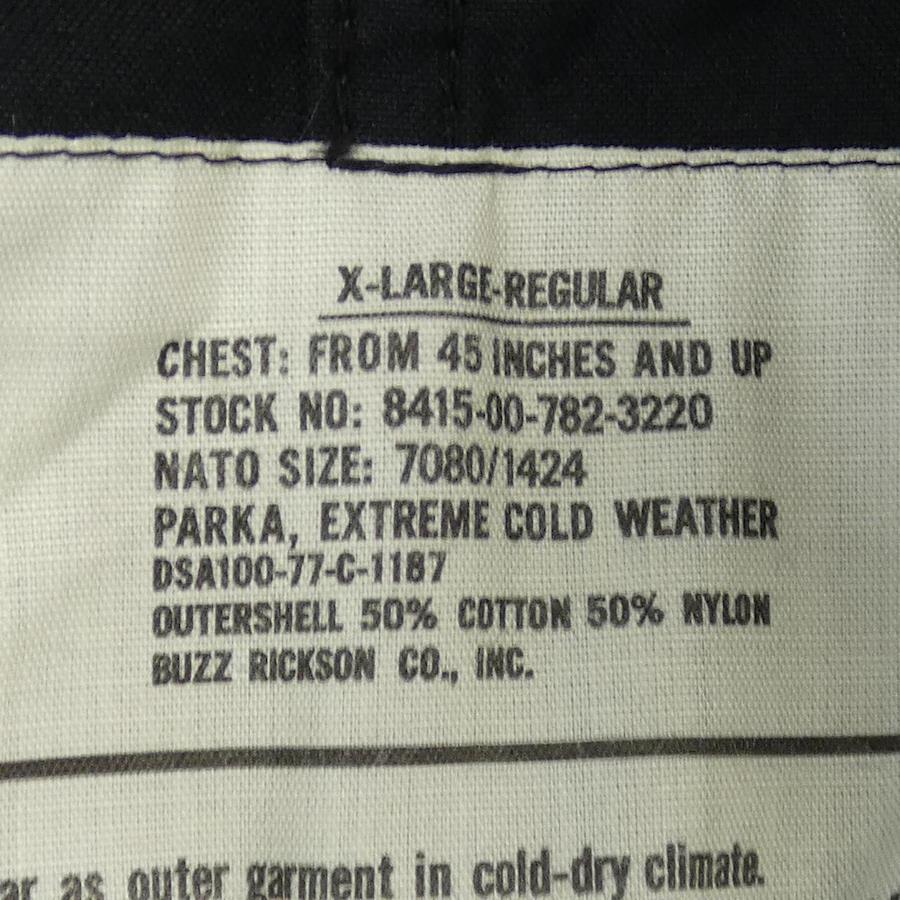 X-LARGE-REGULAR
CHEST: FROM 45 INCHES AND UP
STOCK NO: 8415-00-782-3220
NATO SIZE: 7080/1424
PARKA, EXTREME COLD WEATHER
DSA100-77-C-1187
OUTERSHELL 50% COTTON 50% NYLON
BUZZ RICKSON CO., INC.
as outer garment in cold-dry climate.